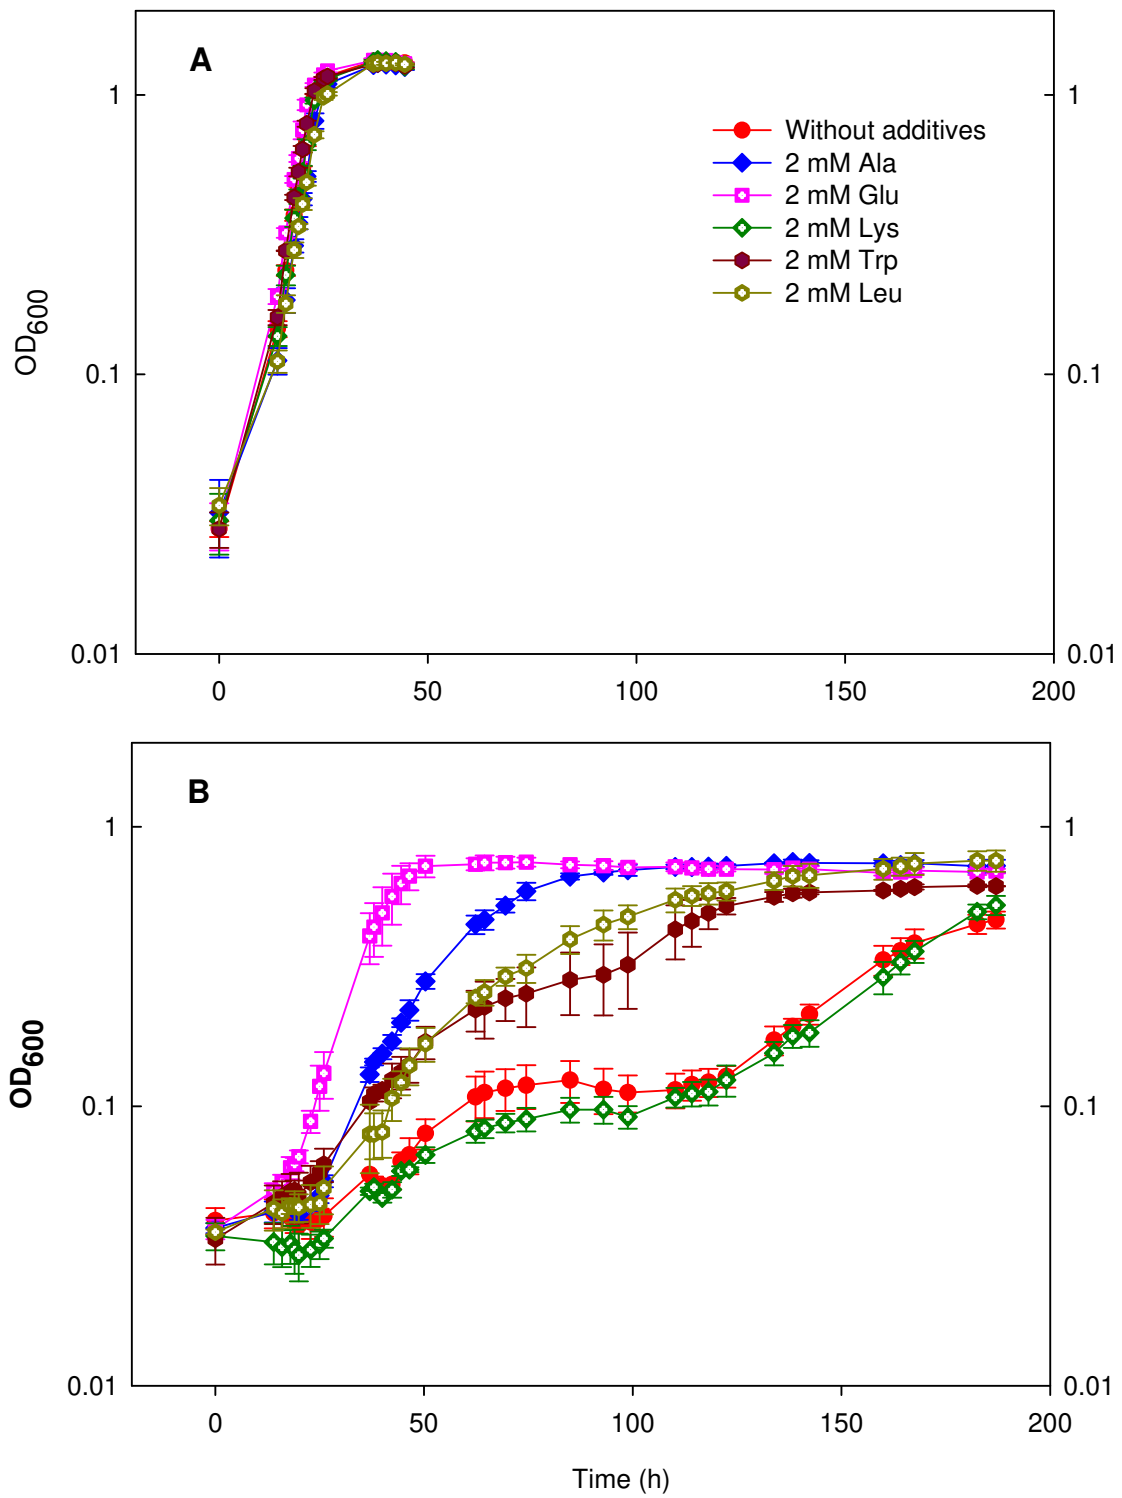 A
1 1
Without additives
2 mM Ala
2 mM Glu
2 mM Lys
2 mM Trp
2 mM Leu
OD600
0.1 0.1
0.01 0.01
0 50 100 150 200
B
1 1
OD600
0.1 0.1
0.01 0.01
0 50 100 150 200
Time (h)